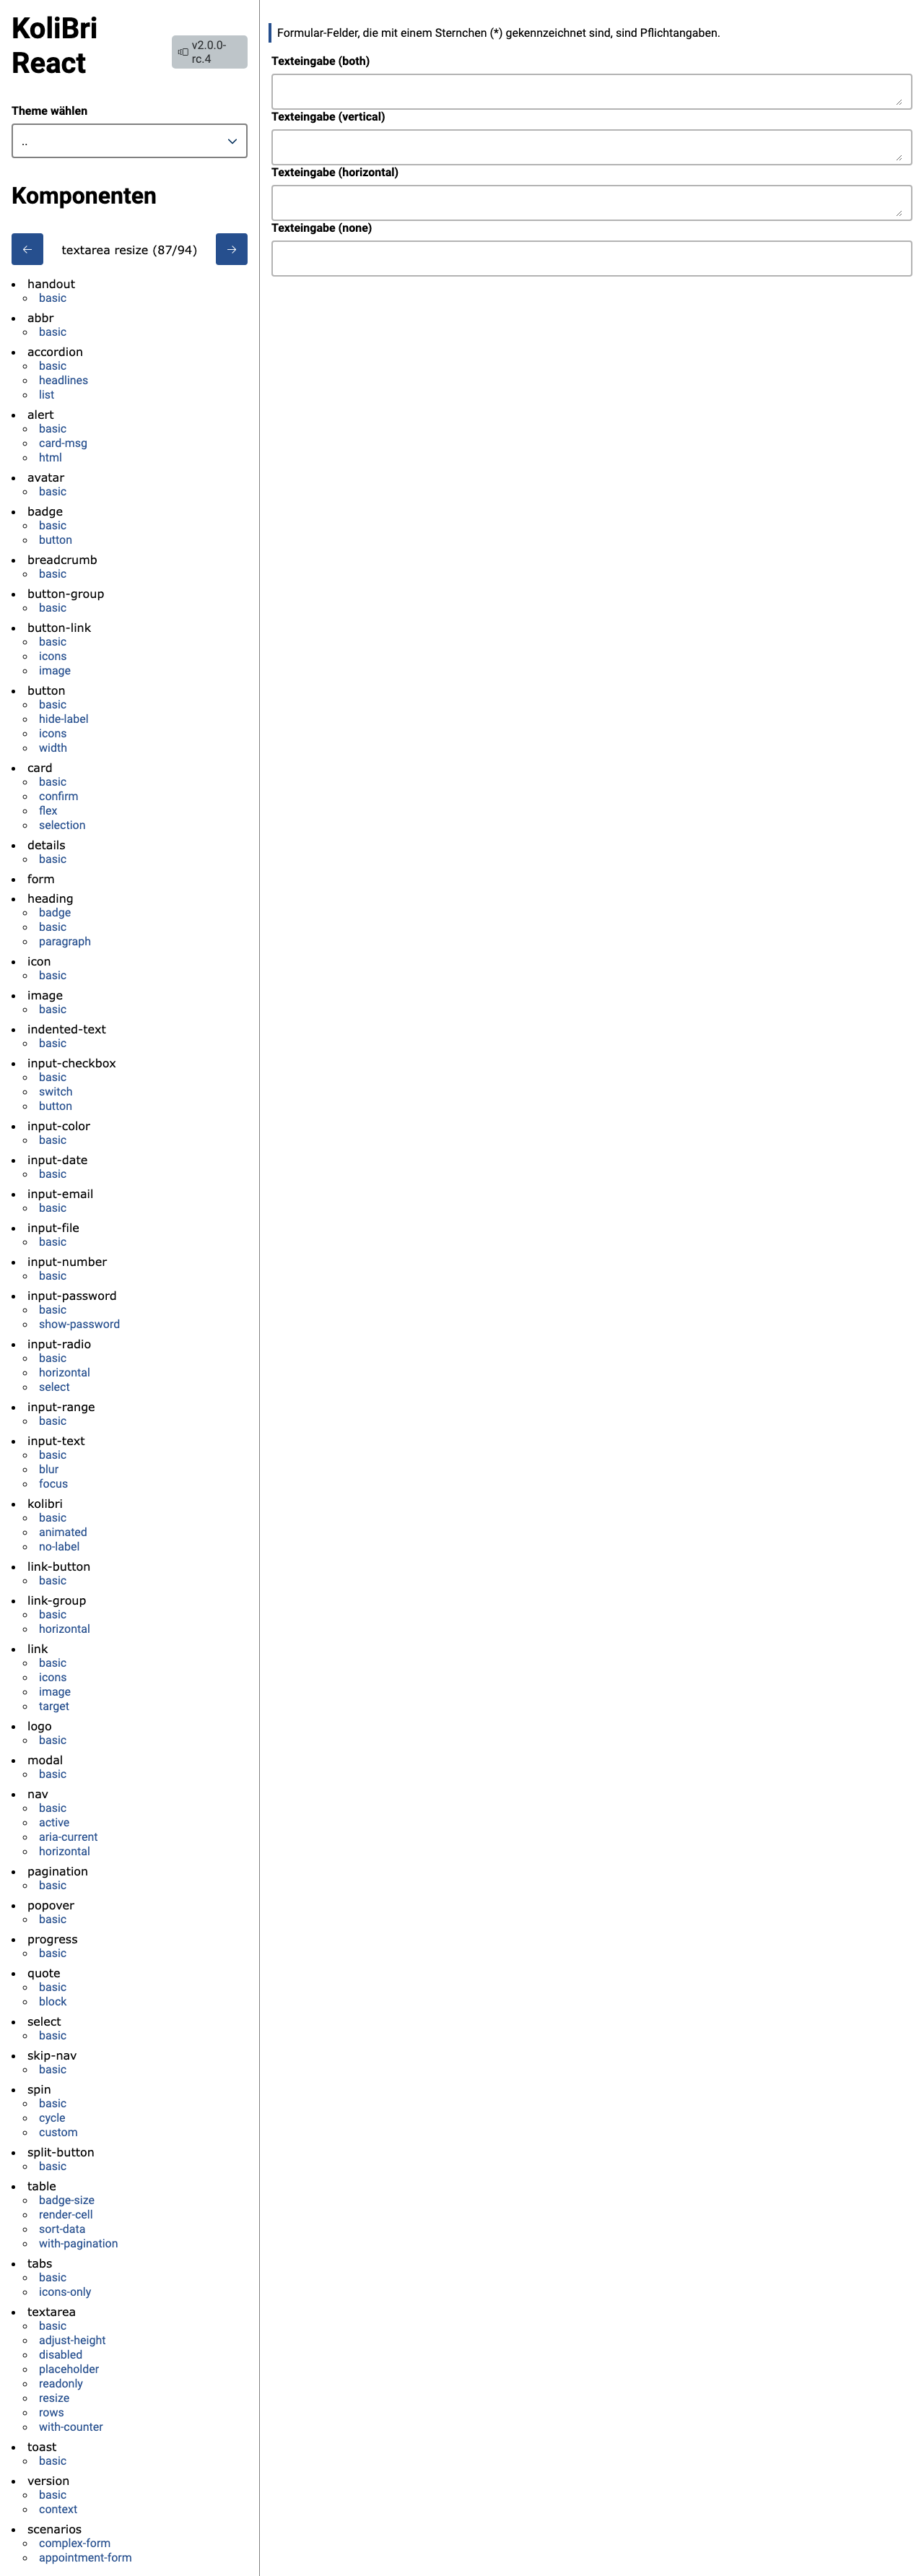 KoliBri
React
v2.0.0-
rc.4
Theme wählen
..
Komponenten
textarea resize (87/94)
handout
basic
abbr
basic
accordion
basic
headlines
list
alert
basic
card-msg
html
avatar
basic
badge
basic
button
breadcrumb
basic
button-group
basic
button-link
basic
icons
image
button
basic
hide-label
icons
width
card
basic
confirm
flex
selection
details
basic
form
heading
badge
basic
paragraph
icon
basic
image
basic
indented-text
basic
input-checkbox
basic
switch
button
input-color
basic
input-date
basic
input-email
basic
input-file
basic
input-number
basic
input-password
basic
show-password
input-radio
basic
horizontal
select
input-range
basic
input-text
basic
blur
focus
kolibri
basic
animated
no-label
link-button
basic
link-group
basic
horizontal
link
basic
icons
image
target
logo
basic
modal
basic
nav
basic
active
aria-current
horizontal
pagination
basic
popover
basic
progress
basic
quote
basic
block
select
basic
skip-nav
basic
spin
basic
cycle
custom
split-button
basic
table
badge-size
render-cell
sort-data
with-pagination
tabs
basic
icons-only
textarea
basic
adjust-height
disabled
placeholder
readonly
resize
rows
with-counter
toast
basic
version
basic
context
scenarios
complex-form
appointment-form
Formular-Felder, die mit einem Sternchen (*) gekennzeichnet sind, sind Pflichtangaben.
Texteingabe (both)
Texteingabe (vertical)
Texteingabe (horizontal)
Texteingabe (none)